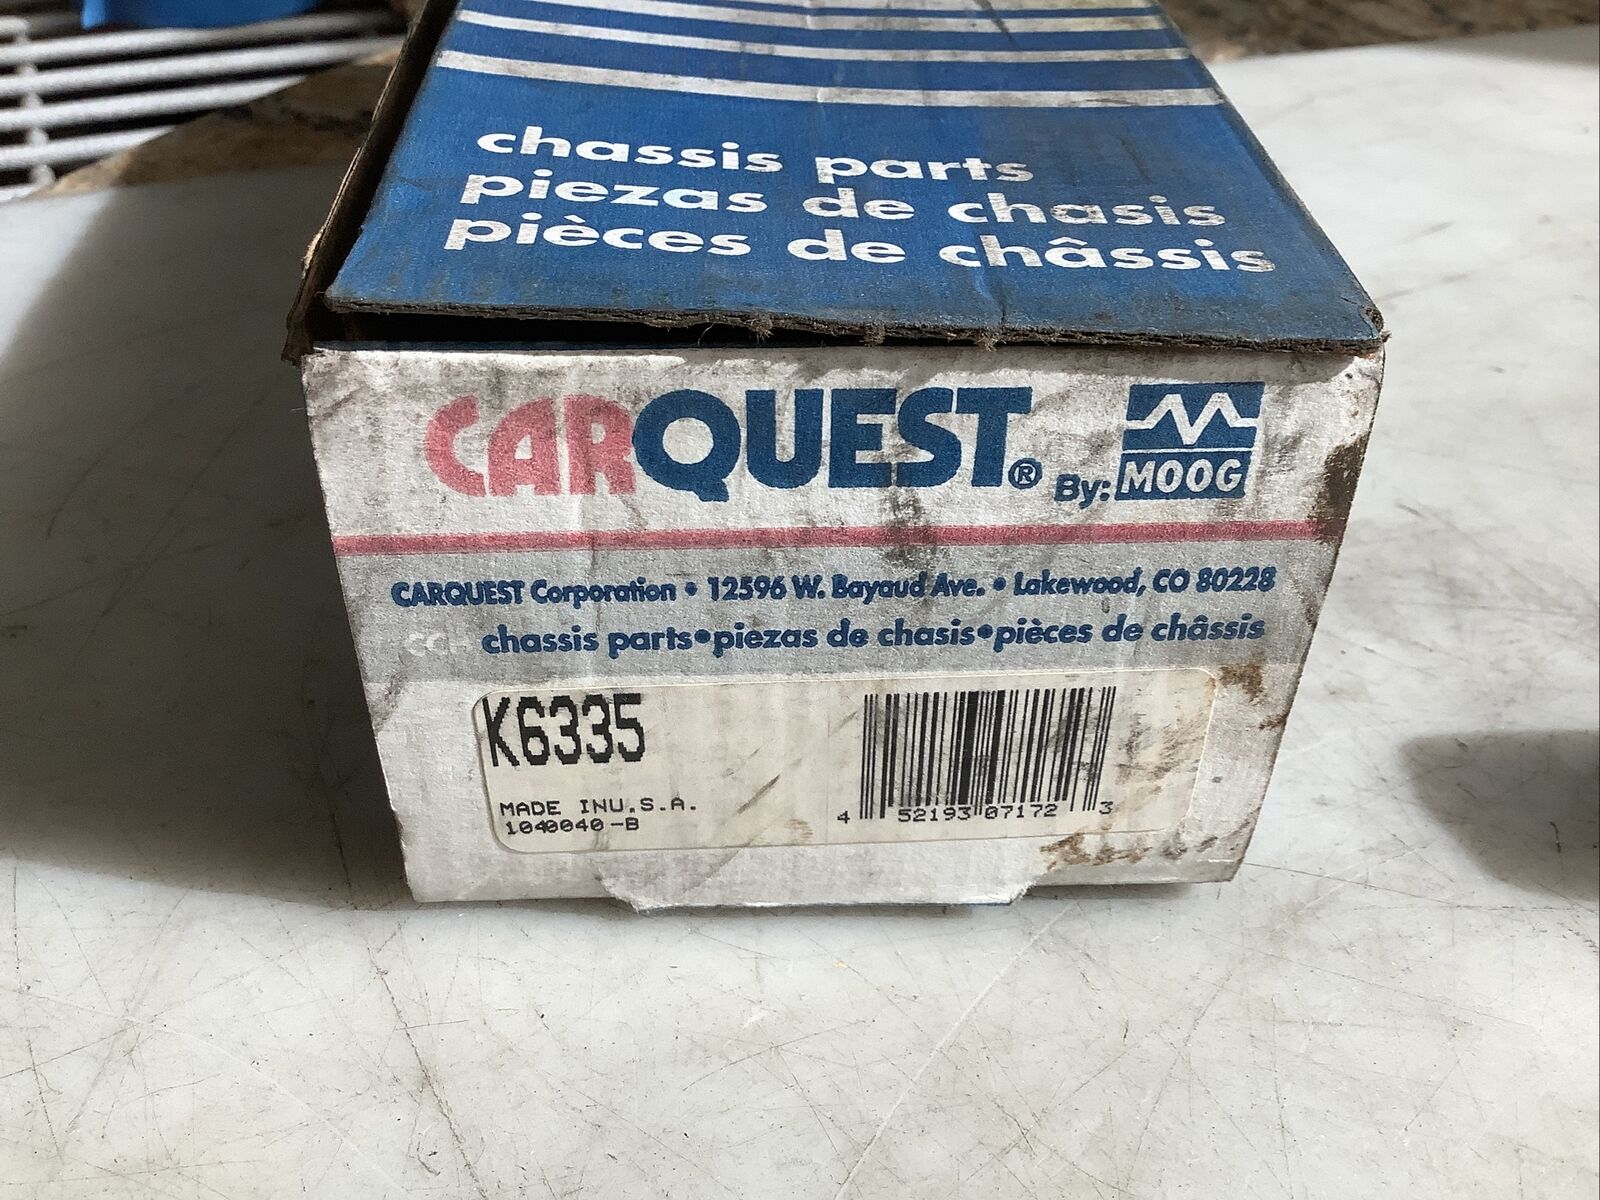 chassis parts
piezas de chasis
pièces de châssis
CARQUEST® By: MOOG
CARQUEST Corporation • 12596 W. Bayaud Ave. • Lakewood, CO 80228
chassis parts•piezas de chasis•pièces de châssis
K6335
MADE INU.S.A.
1040040-B
4 52193 07172 3